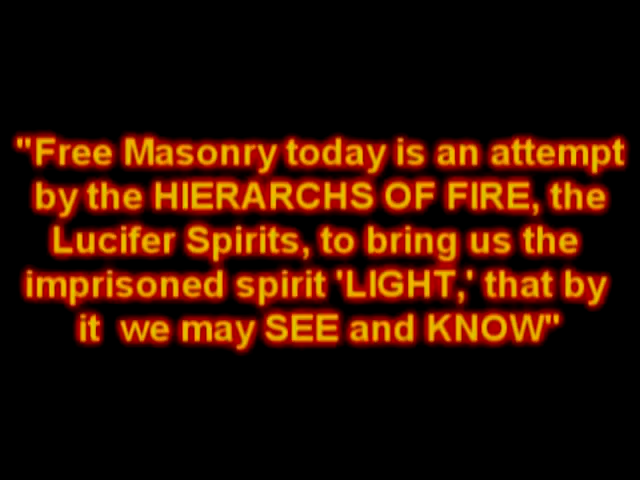 "Free Masonry today is an attempt
by the HIERARCHS OF FIRE, the
Lucifer Spirits, to bring us the
imprisoned spirit 'LIGHT,' that by
it  we may SEE and KNOW"